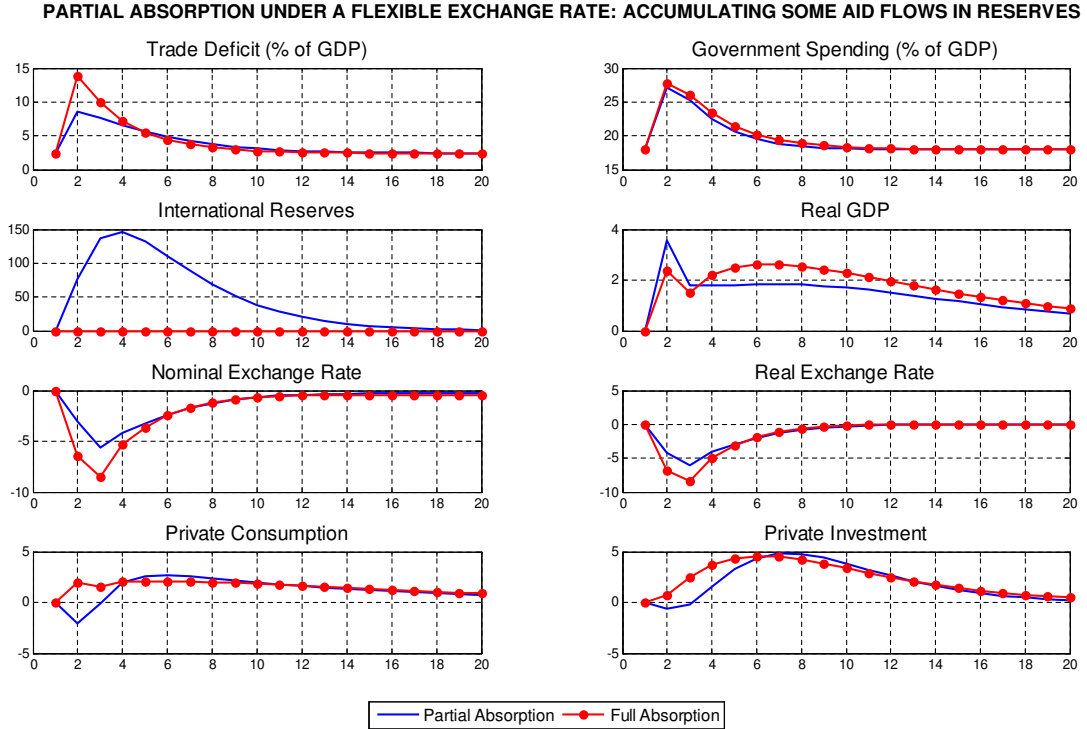 PARTIAL ABSORPTION UNDER A FLEXIBLE EXCHANGE RATE: ACCUMULATING SOME AID FLOWS IN RESERVES
Trade Deficit (% of GDP)
15
10
5
0
0 2 4 6 8 10 12 14 16 18 20
Government Spending (% of GDP)
30
25
20
15
0 2 4 6 8 10 12 14 16 18 20
International Reserves
150
100
50
0
0 2 4 6 8 10 12 14 16 18 20
Real GDP
4
2
0
0 2 4 6 8 10 12 14 16 18 20
Nominal Exchange Rate
0
-5
-10
0 2 4 6 8 10 12 14 16 18 20
Real Exchange Rate
5
0
-5
-10
0 2 4 6 8 10 12 14 16 18 20
Private Consumption
5
0
-5
0 2 4 6 8 10 12 14 16 18 20
Private Investment
5
0
-5
0 2 4 6 8 10 12 14 16 18 20
Partial Absorption Full Absorption